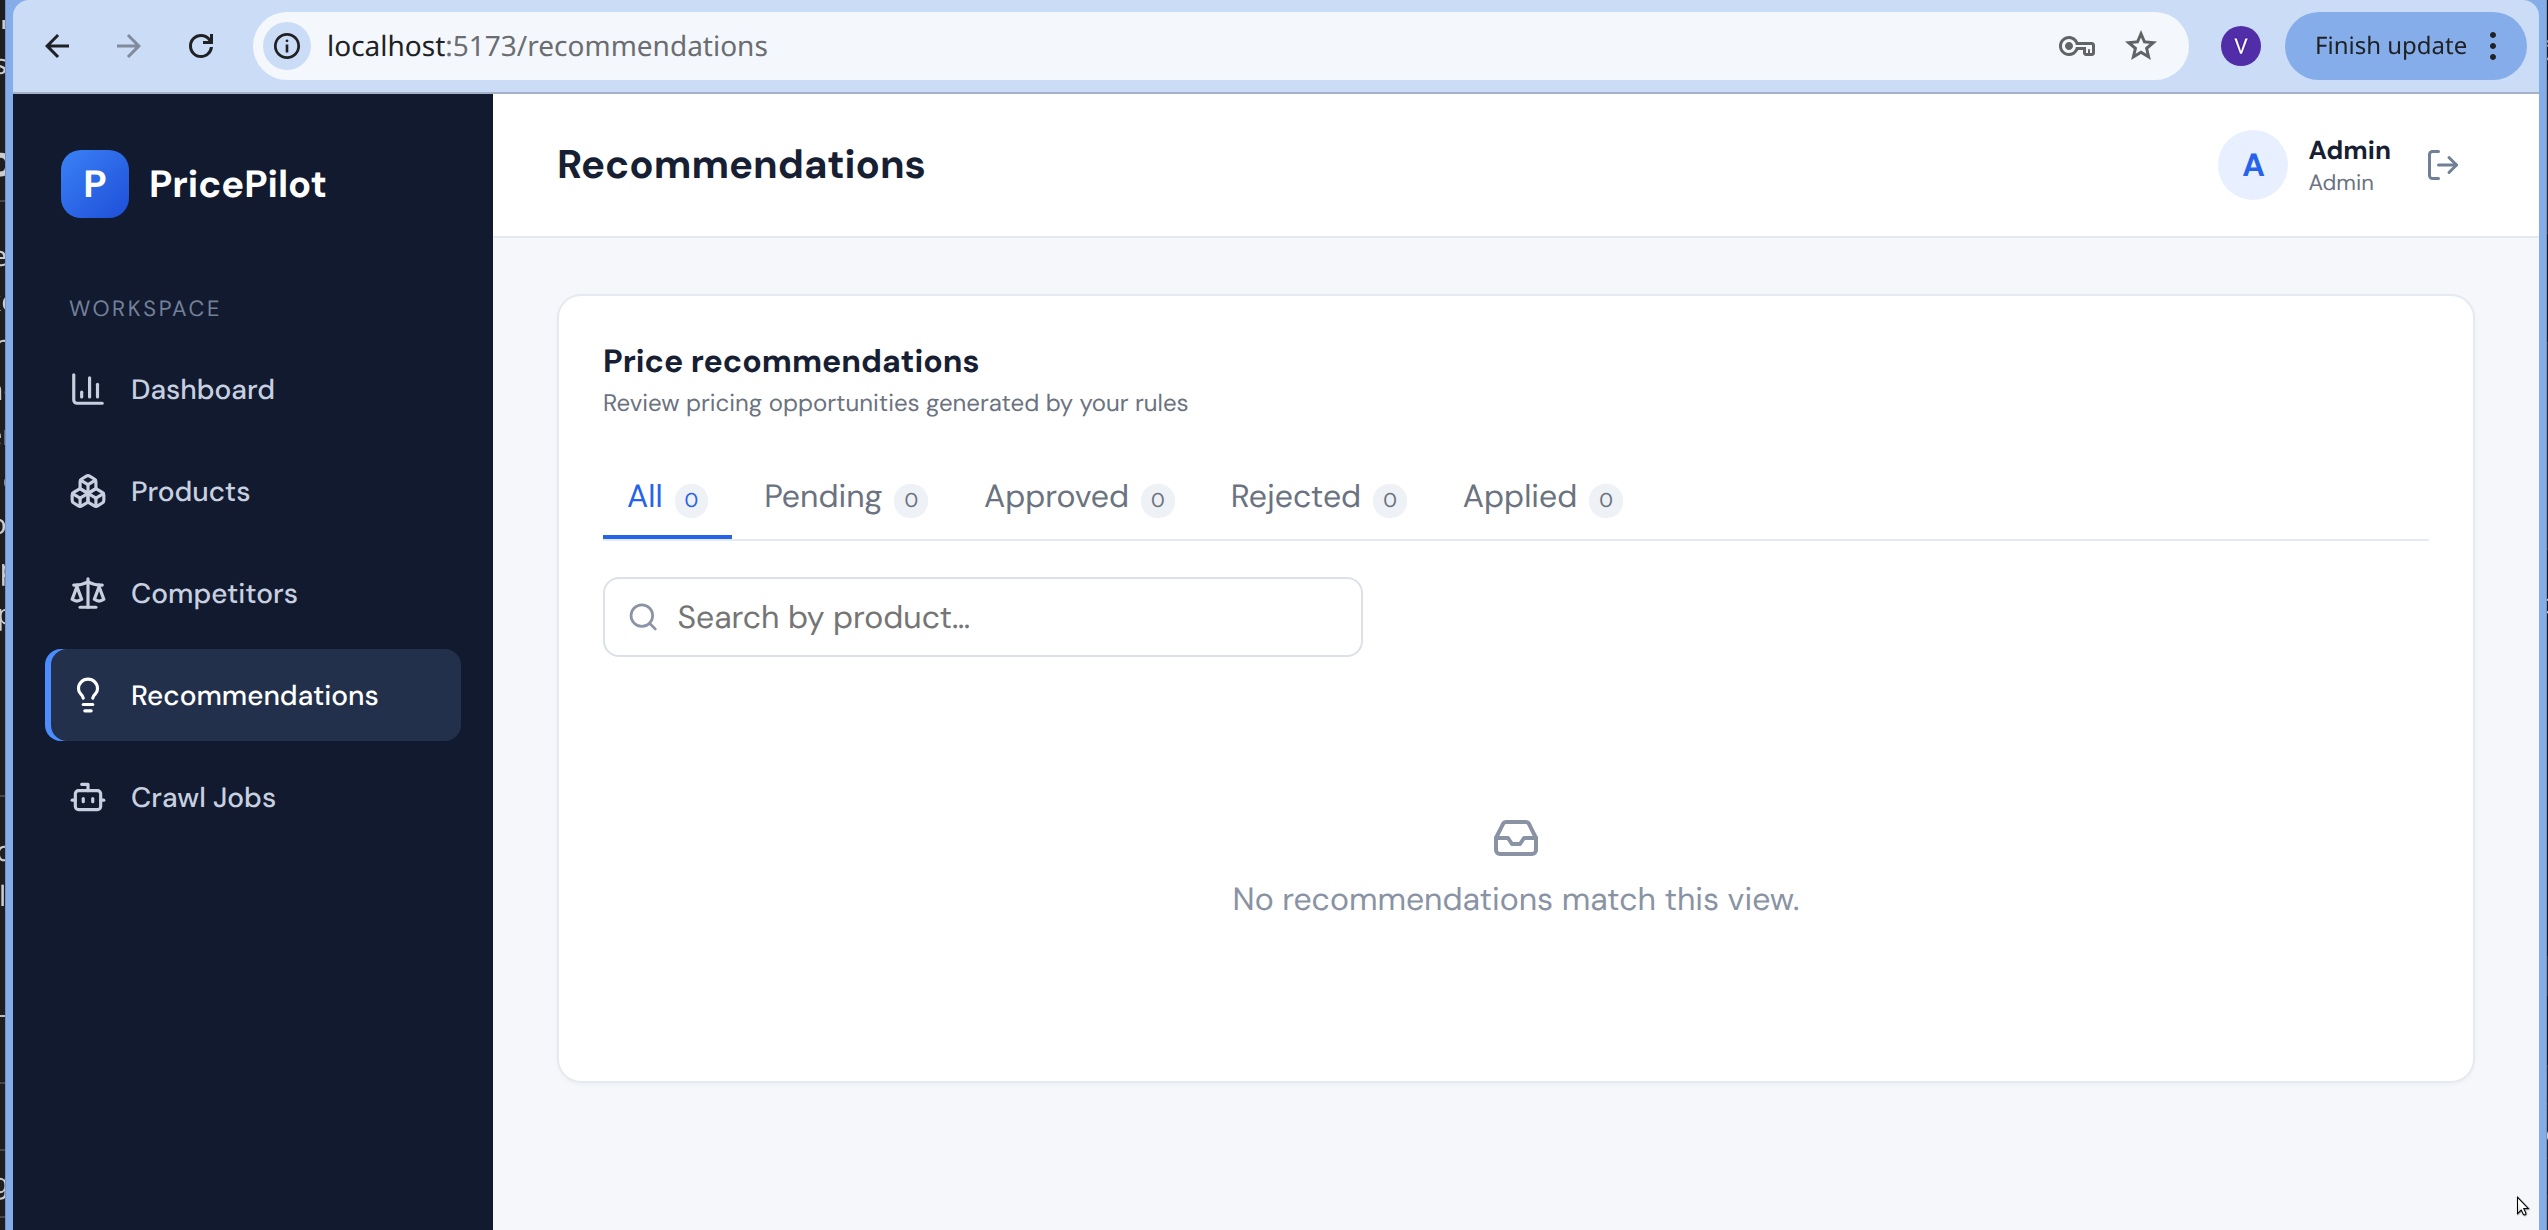 localhost:5173/recommendations
V
Finish update
P
PricePilot
WORKSPACE
Dashboard
Products
Competitors
Recommendations
Crawl Jobs
Recommendations
A
Admin
Admin
Price recommendations
Review pricing opportunities generated by your rules
All 0
Pending 0
Approved 0
Rejected 0
Applied 0
Search by product...
No recommendations match this view.